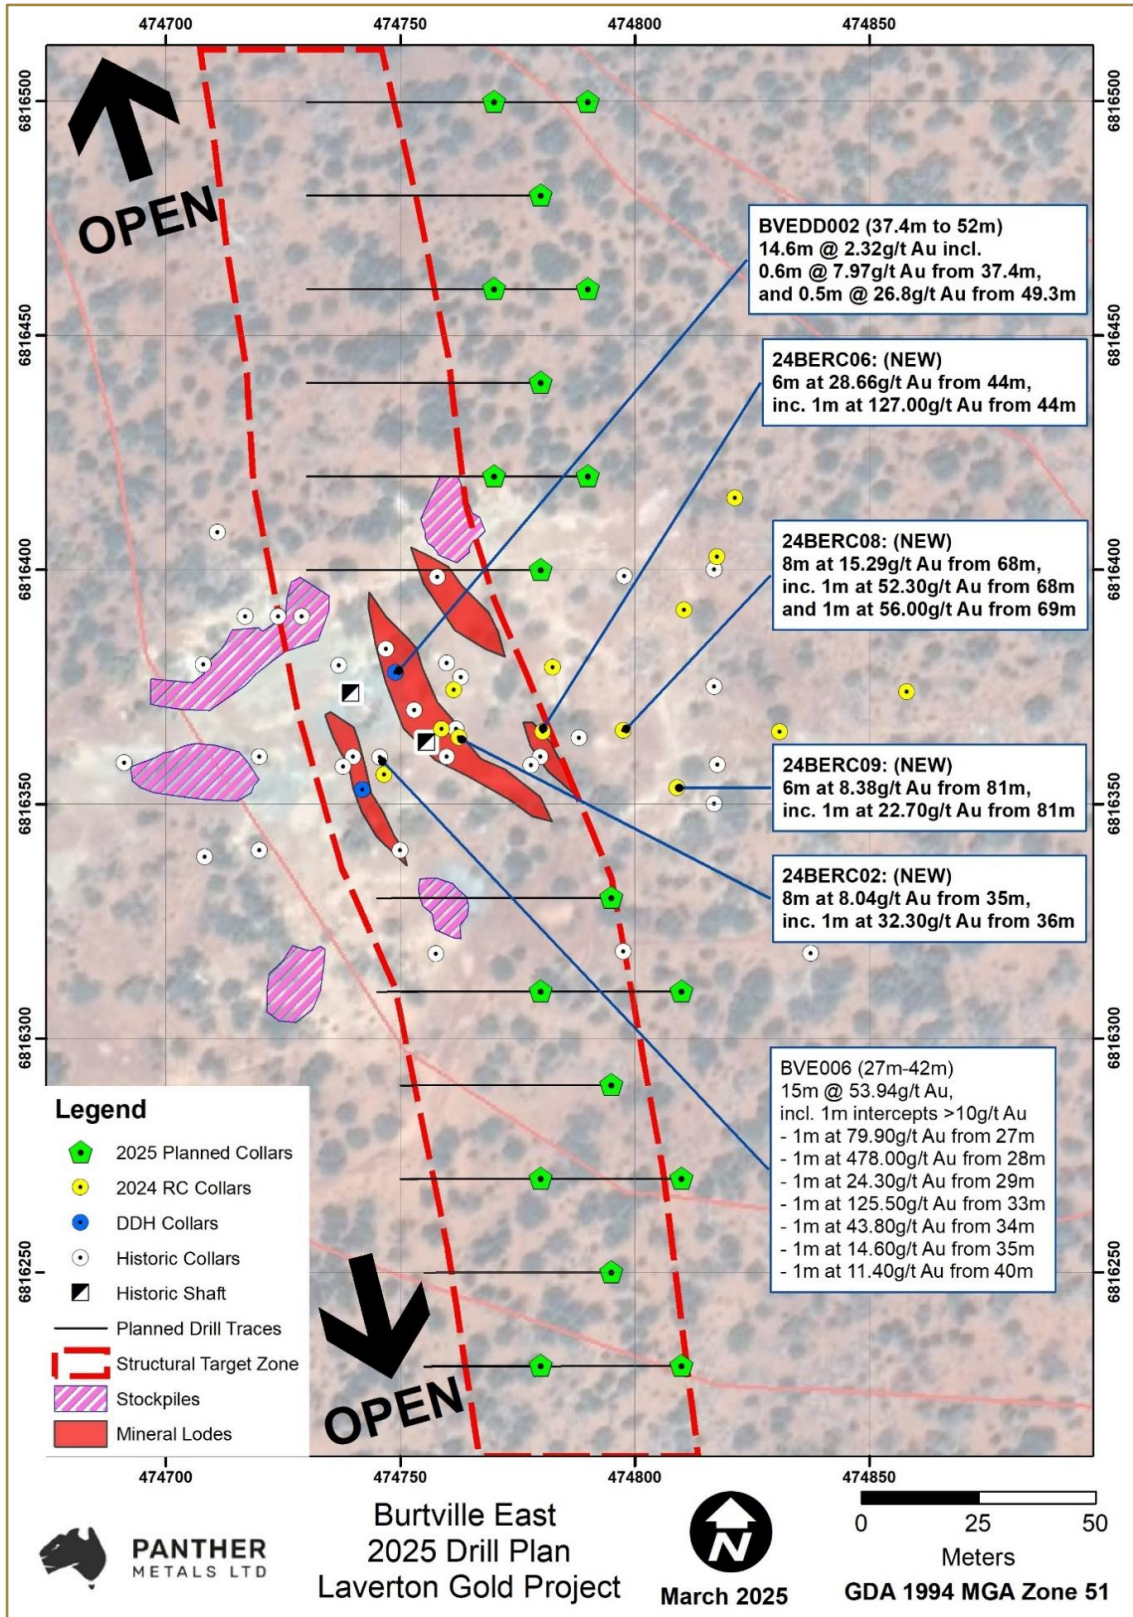 474700
474750
474800
474850
6816500
6816500
OPEN
BVEDD002 (37.4m to 52m)
14.6m @ 2.32g/t Au incl.
0.6m @ 7.97g/t Au from 37.4m,
and 0.5m @ 26.8g/t Au from 49.3m
6816450
6816450
24BERC06: (NEW)
6m at 28.66g/t Au from 44m,
inc. 1m at 127.00g/t Au from 44m
6816400
6816400
24BERC08: (NEW)
8m at 15.29g/t Au from 68m,
inc. 1m at 52.30g/t Au from 68m
and 1m at 56.00g/t Au from 69m
24BERC09: (NEW)
6m at 8.38g/t Au from 81m,
inc. 1m at 22.70g/t Au from 81m
6816350
6816350
24BERC02: (NEW)
8m at 8.04g/t Au from 35m,
inc. 1m at 32.30g/t Au from 36m
6816300
6816300
BVE006 (27m-42m)
15m @ 53.94g/t Au,
incl. 1m intercepts >10g/t Au
- 1m at 79.90g/t Au from 27m
- 1m at 478.00g/t Au from 28m
- 1m at 24.30g/t Au from 29m
- 1m at 125.50g/t Au from 33m
- 1m at 43.80g/t Au from 34m
- 1m at 14.60g/t Au from 35m
- 1m at 11.40g/t Au from 40m
6816250
6816250
Legend
2025 Planned Collars
2024 RC Collars
DDH Collars
Historic Collars
Historic Shaft
Planned Drill Traces
Structural Target Zone
Stockpiles
Mineral Lodes
OPEN
474700
474750
474800
474850
PANTHER
METALS LTD
Burtville East
2025 Drill Plan
Laverton Gold Project
N
March 2025
0
25
50
Meters
GDA 1994 MGA Zone 51